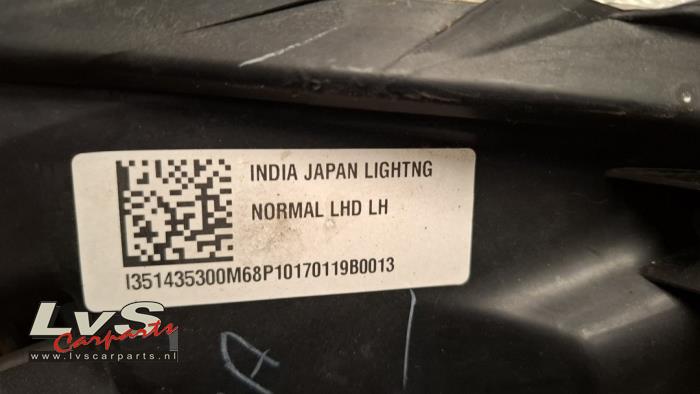 INDIA JAPAN LIGHTNG
NORMAL LHD LH
I351435300M68P10170119B0013
LvS
Carparts
www.lvscarparts.nl
A